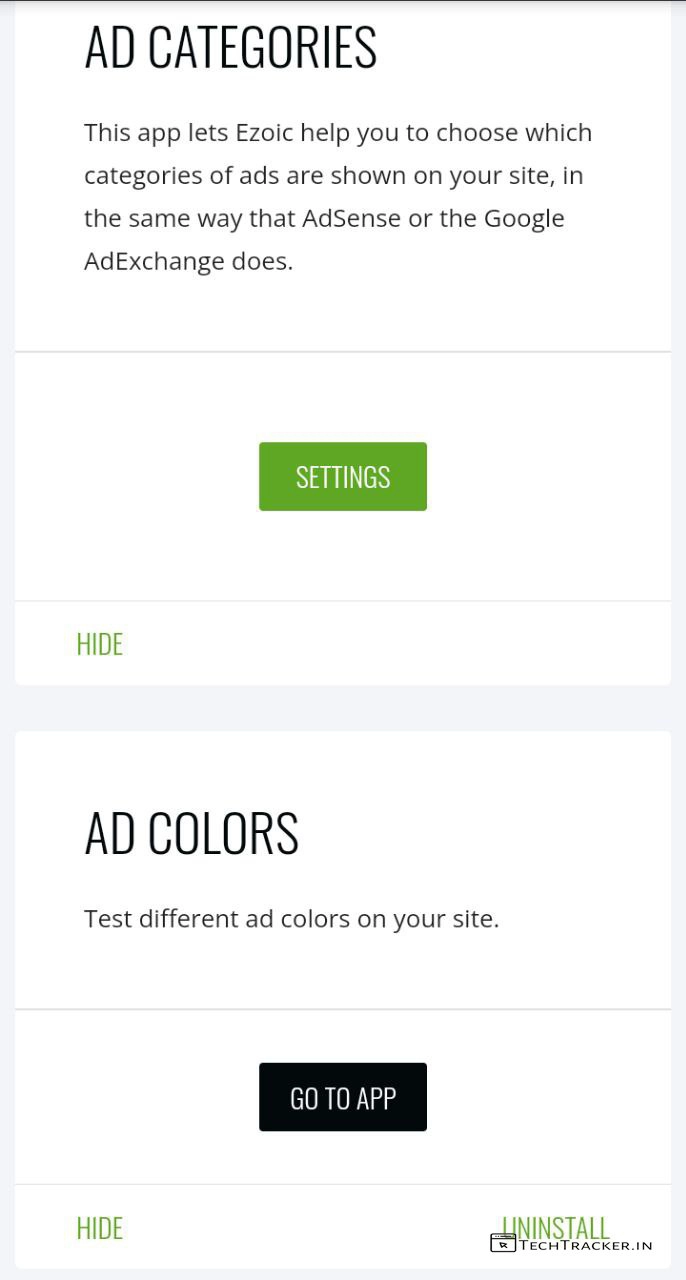 AD CATEGORIES
This app lets Ezoic help you to choose which
categories of ads are shown on your site, in
the same way that AdSense or the Google
AdExchange does.
SETTINGS
HIDE
AD COLORS
Test different ad colors on your site.
GO TO APP
HIDE UNINSTALL
TECHTRACKER.IN